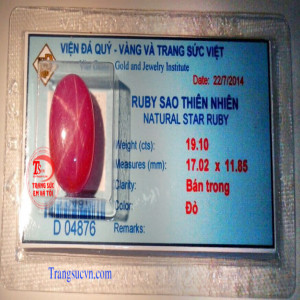 VIỆN ĐÁ QUÝ - VÀNG VÀ TRANG SỨC VIỆT
Gold and Jewelry Institute
Date: 22/7/2014
RUBY SAO THIÊN NHIÊN
NATURAL STAR RUBY
Weight (cts): 19.10
Measures (mm): 17.02 x 11.85
Clarity: Bán trong
Color: Đỏ
Remarks:
TRANG SỨC
D 04876
Trangsucvn.com